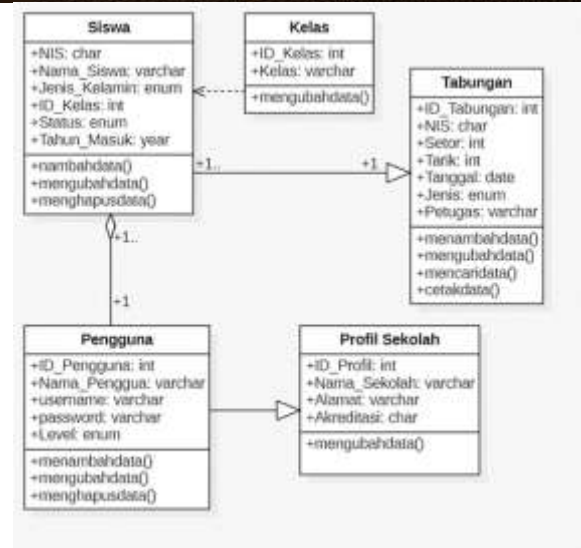 Siswa
+NIS: char
+Nama_Siswa: varchar
+Jenis_Kelamin: enum
+ID_Kelas: int
+Status: enum
+Tahun_Masuk: year
+nambahdata()
+mengubahdata()
+menghapusdata()
Kelas
+ID_Kelas: int
+Kelas: varchar
+mengubahdata()
Tabungan
+ID_Tabungan: int
+NIS: char
+Setor: int
+Tarik: int
+Tanggal: date
+Jenis: enum
+Petugas: varchar
+menambahdata()
+mengubahdata()
+mencaridata()
+cetakdata()
+1..
+1
+1..
+1
Pengguna
+ID_Pengguna: int
+Nama_Penggua: varchar
+username: varchar
+password: varchar
+Level: enum
+menambahdata()
+mengubahdata()
+menghapusdata()
Profil Sekolah
+ID_Profil: int
+Nama_Sekolah: varchar
+Alamat: varchar
+Akreditasi: char
+mengubahdata()